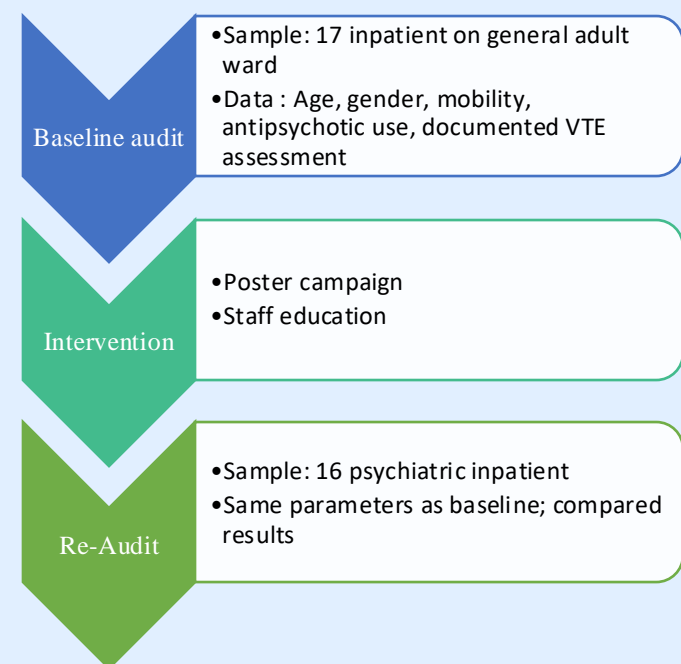 Baseline audit
•Sample: 17 inpatient on general adult
ward
•Data : Age, gender, mobility,
antipsychotic use, documented VTE
assessment
Intervention
•Poster campaign
•Staff education
Re-Audit
•Sample: 16 psychiatric inpatient
•Same parameters as baseline; compared
results